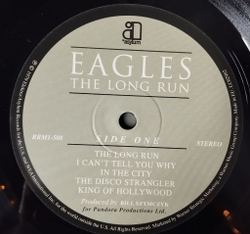 asylum
EAGLES
THE LONG RUN
RRM1-508
SIDE ONE
STEREO
THE LONG RUN
I CAN'T TELL YOU WHY
IN THE CITY
THE DISCO STRANGLER
KING OF HOLLYWOOD
Produced by BILL SZYMCZYK
for Pandora Productions Ltd.